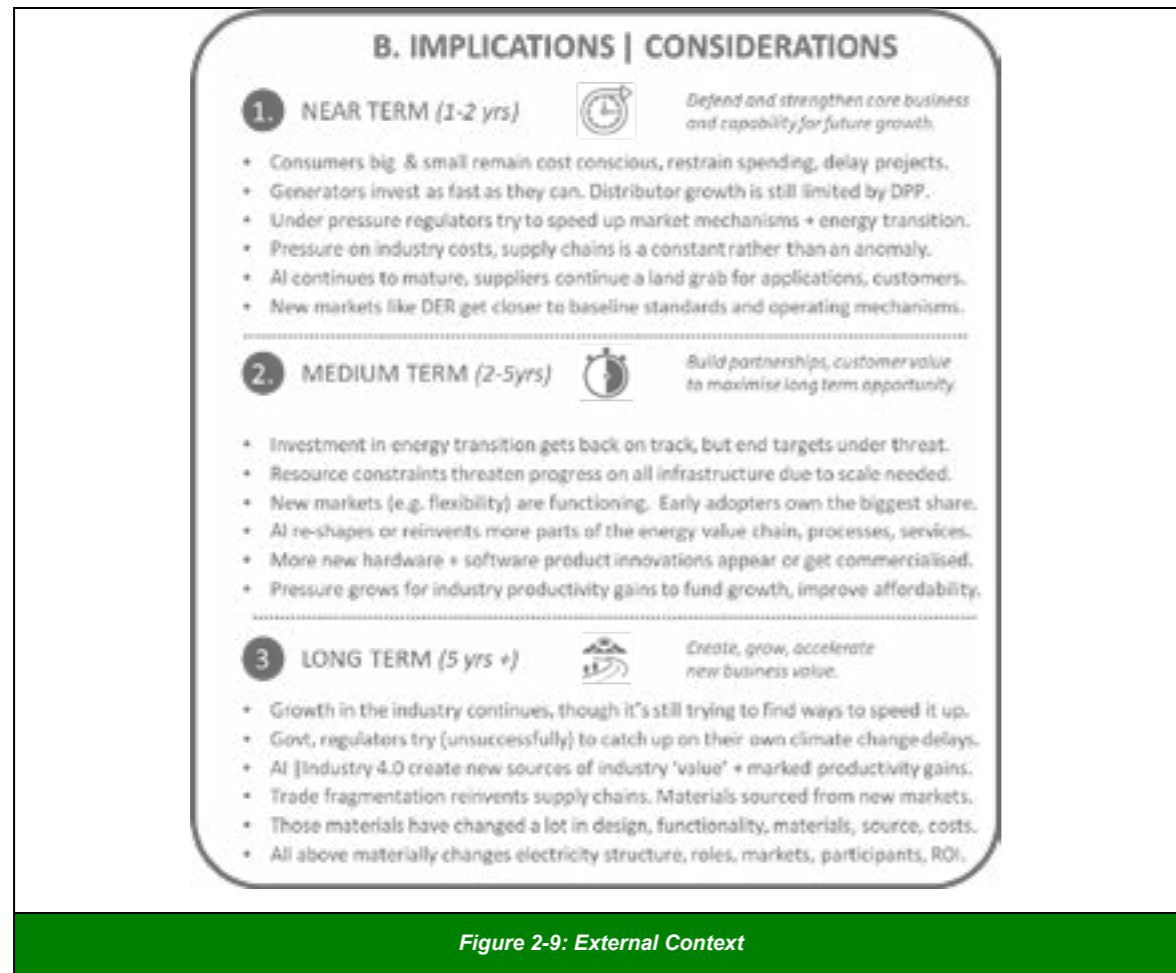 B. IMPLICATIONS | CONSIDERATIONS
1. NEAR TERM (1-2 yrs)
Defend and strengthen core business
and capability for future growth.
• Consumers big & small remain cost conscious, restrain spending, delay projects.
• Generators invest as fast as they can. Distributor growth is still limited by DPP.
• Under pressure regulators try to speed up market mechanisms + energy transition.
• Pressure on industry costs, supply chains is a constant rather than an anomaly.
• AI continues to mature, suppliers continue a land grab for applications, customers.
• New markets like DER get closer to baseline standards and operating mechanisms.
2. MEDIUM TERM (2-5yrs)
Build partnerships, customer value
to maximise long term opportunity.
• Investment in energy transition gets back on track, but end targets under threat.
• Resource constraints threaten progress on all infrastructure due to scale needed.
• New markets (e.g. flexibility) are functioning. Early adopters own the biggest share.
• AI re-shapes or reinvents more parts of the energy value chain, processes, services.
• More new hardware + software product innovations appear or get commercialised.
• Pressure grows for industry productivity gains to fund growth, improve affordability.
3 LONG TERM (5 yrs +)
Create, grow, accelerate
new business value.
• Growth in the industry continues, though it's still trying to find ways to speed it up.
• Govt, regulators try (unsuccessfully) to catch up on their own climate change delays.
• AI ||Industry 4.0 create new sources of industry 'value' + marked productivity gains.
• Trade fragmentation reinvents supply chains. Materials sourced from new markets.
• Those materials have changed a lot in design, functionality, materials, source, costs.
• All above materially changes electricity structure, roles, markets, participants, ROI.
Figure 2-9: External Context